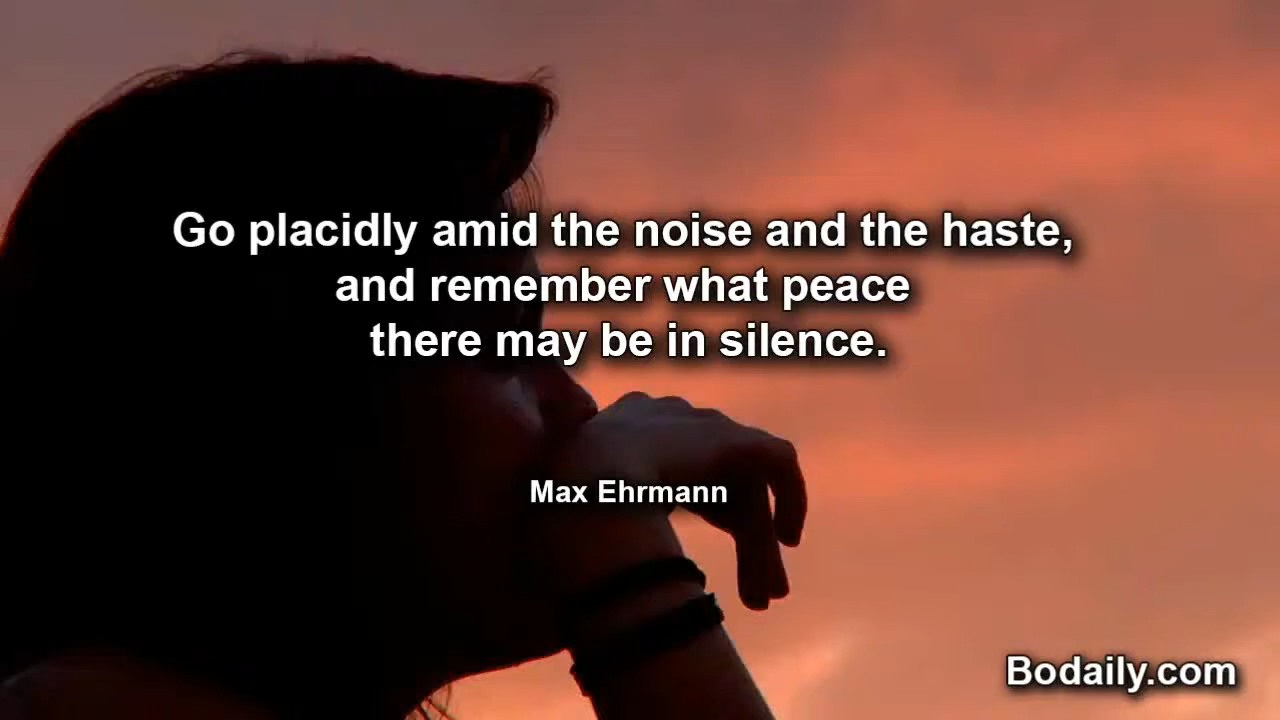 Go placidly amid the noise and the haste,
and remember what peace
there may be in silence.
Max Ehrmann
Bodaily.com